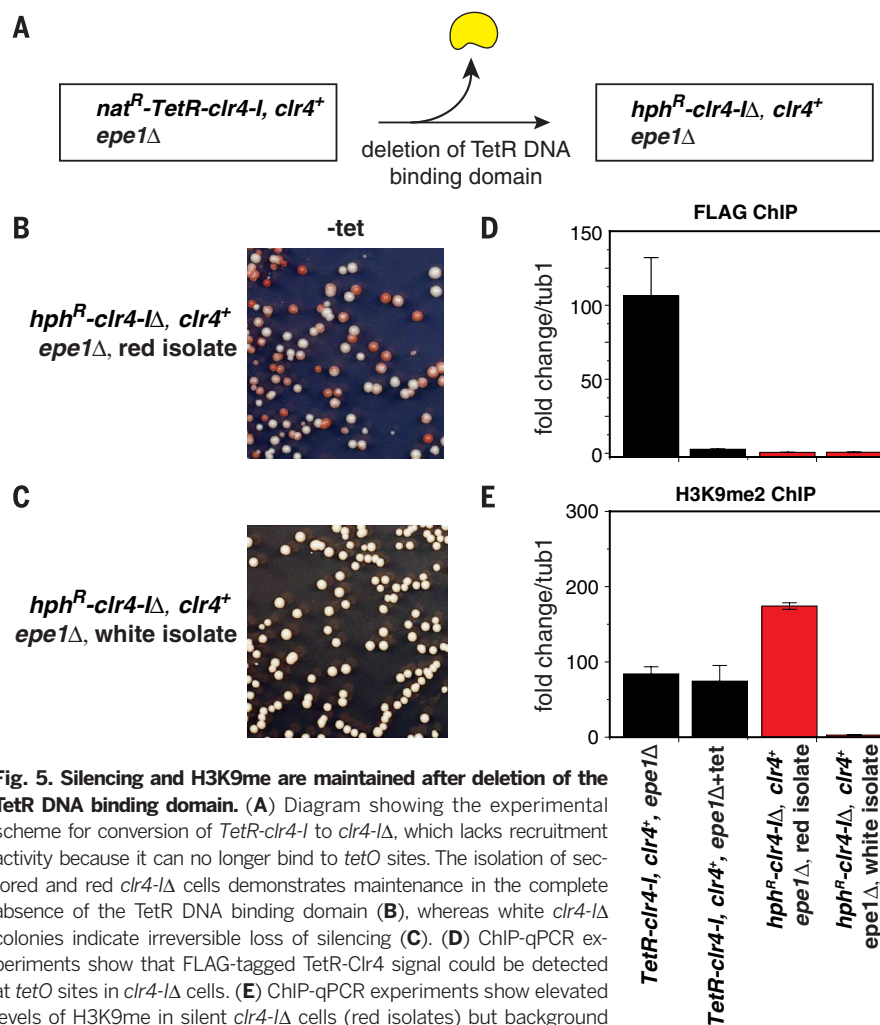 A
nat^R-TetR-clr4-I, clr4⁺
epe1Δ
deletion of TetR DNA
binding domain
hph^R-clr4-IΔ, clr4⁺
epe1Δ
B
-tet
hph^R-clr4-IΔ, clr4⁺
epe1Δ, red isolate
C
hph^R-clr4-IΔ, clr4⁺
epe1Δ, white isolate
D
FLAG ChIP
fold change/tub1
150
100
50
0
E
H3K9me2 ChIP
fold change/tub1
300
200
100
0
TetR-clr4-I, clr4⁺, epe1Δ
TetR-clr4-I, clr4⁺, epe1Δ+tet
hph^R-clr4-IΔ, clr4⁺
epe1Δ, red isolate
hph^R-clr4-IΔ, clr4⁺
epe1Δ, white isolate
Fig. 5. Silencing and H3K9me are maintained after deletion of the
TetR DNA binding domain. (A) Diagram showing the experimental
scheme for conversion of TetR-clr4-I to clr4-IΔ, which lacks recruitment
activity because it can no longer bind to tetO sites. The isolation of sec-
tored and red clr4-IΔ cells demonstrates maintenance in the complete
absence of the TetR DNA binding domain (B), whereas white clr4-IΔ
colonies indicate irreversible loss of silencing (C). (D) ChIP-qPCR ex-
periments show that FLAG-tagged TetR-Clr4 signal could be detected
at tetO sites in clr4-IΔ cells. (E) ChIP-qPCR experiments show elevated
levels of H3K9me in silent clr4-IΔ cells (red isolates) but background